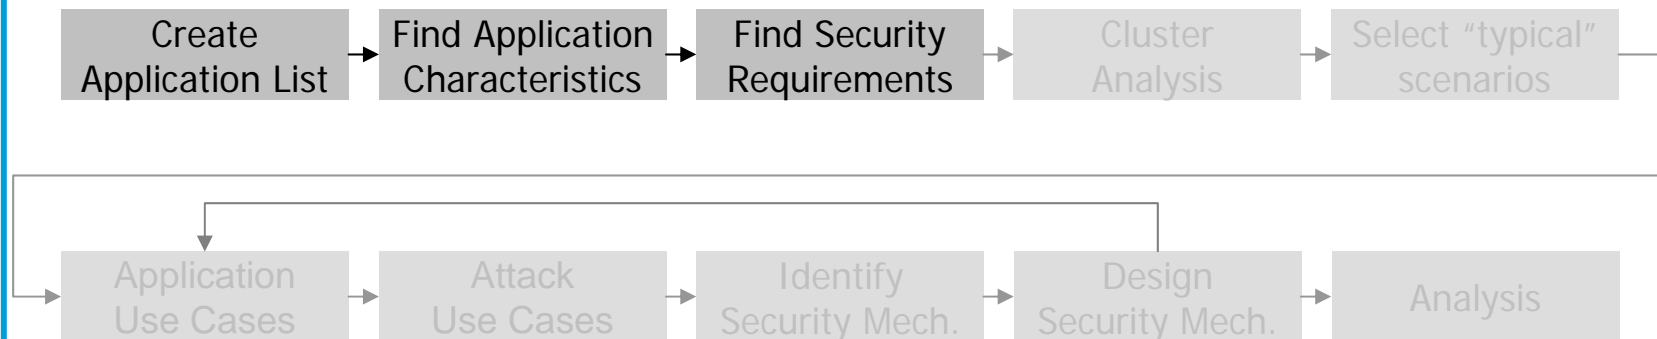 Create
Application List
Find Application
Characteristics
Find Security
Requirements
Cluster
Analysis
Select "typical"
scenarios
Application
Use Cases
Attack
Use Cases
Identify
Security Mech.
Design
Security Mech.
Analysis